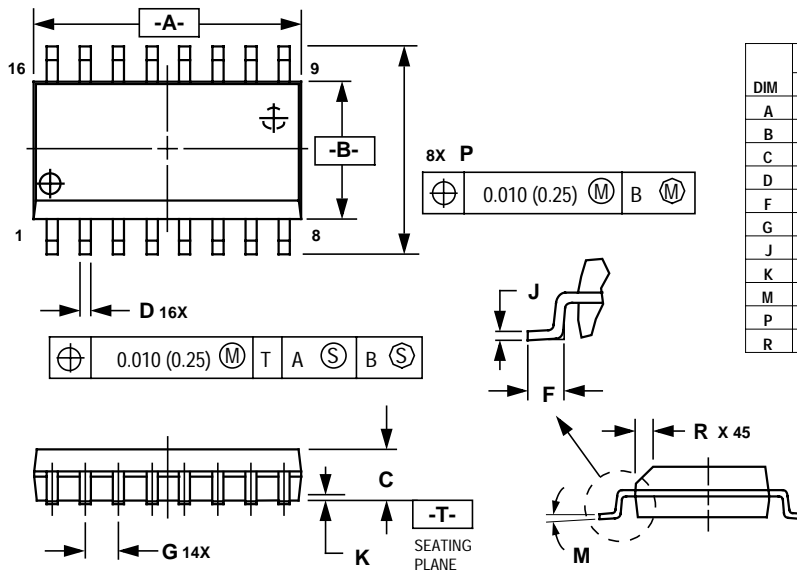 -A-
16
9
-B-
8X P
0.010 (0.25) M B M
1
8
D 16X
0.010 (0.25) M T A S B S
J
F
R X 45
C
-T-
SEATING
PLANE
G 14X
K
M
DIM
A
B
C
D
F
G
J
K
M
P
R